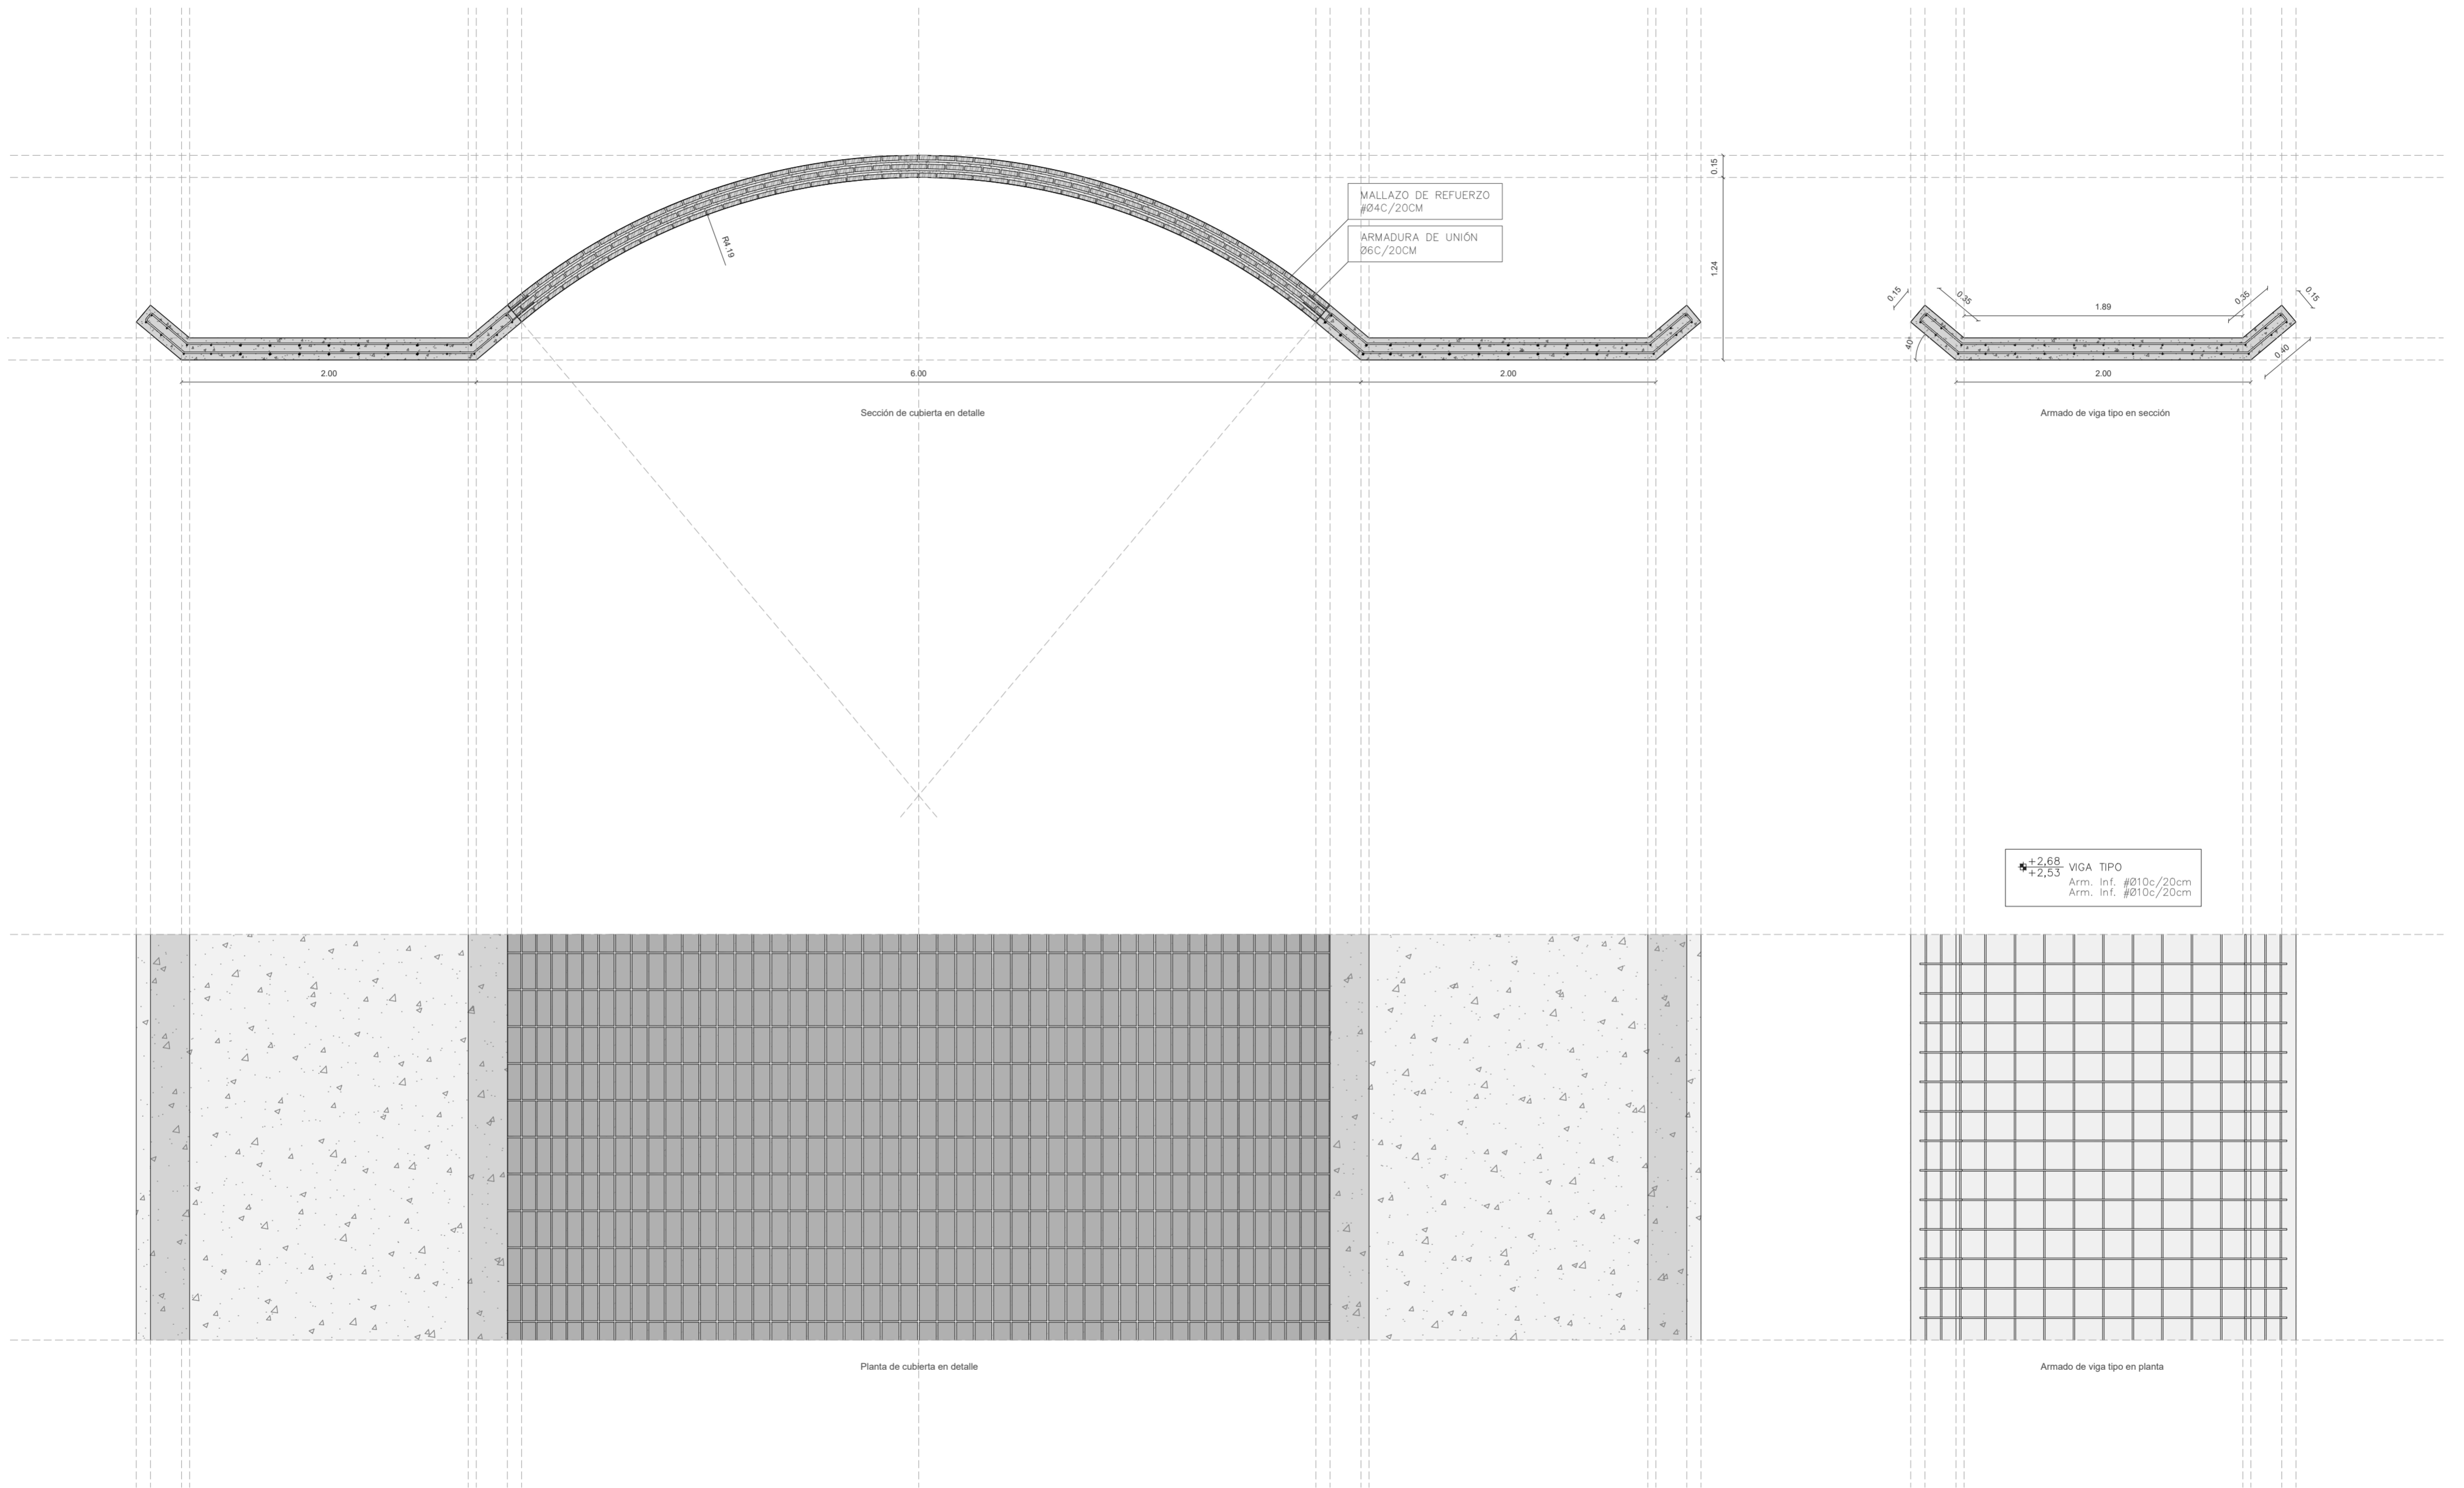 0.15
MALLAZO DE REFUERZO
#Ø4C/20CM
ARMADURA DE UNIÓN
Ø6C/20CM
R4.19
1.24
0.15
0.35
1.89
0.35
0.15
40°
0.40
2.00
6.00
2.00
2.00
Sección de cubierta en detalle
Armado de viga tipo en sección
+2,68
+2,53
VIGA TIPO
Arm. Inf. #Ø10c/20cm
Arm. Inf. #Ø10c/20cm
Planta de cubierta en detalle
Armado de viga tipo en planta